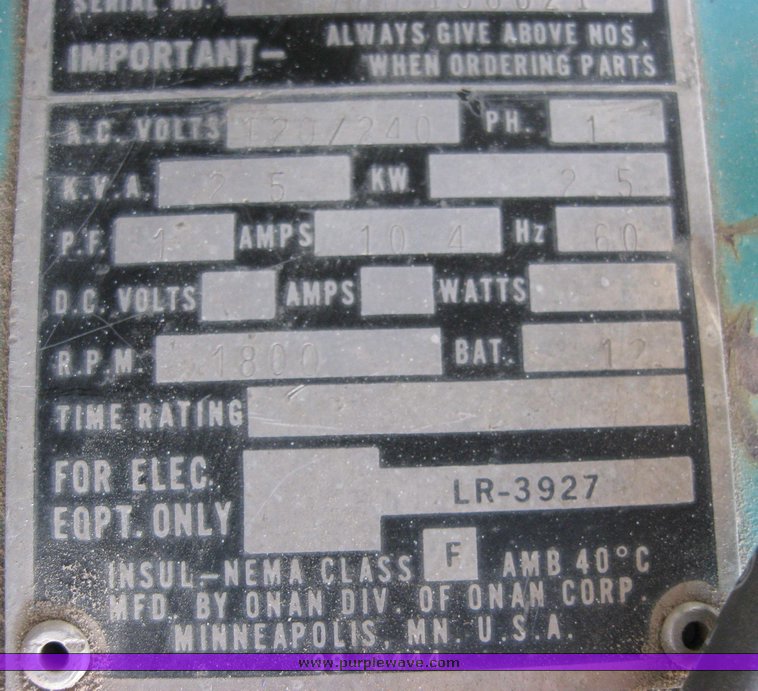 SERIAL NO.
IMPORTANT- ALWAYS GIVE ABOVE NOS.
WHEN ORDERING PARTS
A.C. VOLTS 120/240 PH. 1
K.V.A. 2.5 KW 2.5
P.F. 1 AMPS 10.4 Hz 60
D.C. VOLTS AMPS WATTS
R.P.M. 1800 BAT. 12
TIME RATING
FOR ELEC.
EQPT. ONLY LR-3927
INSUL-NEMA CLASS F AMB 40°C
MFD. BY ONAN DIV. OF ONAN CORP.
MINNEAPOLIS, MN. U.S.A.
www.purplewave.com